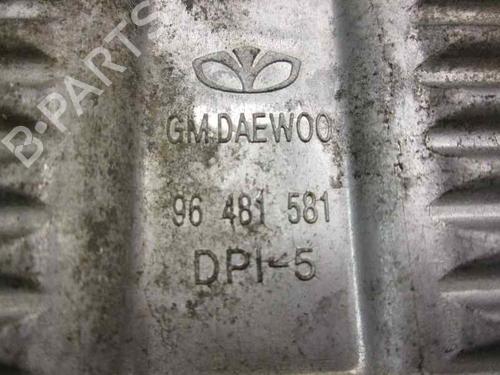 B-PARTS
GM DAEWOO
96 481 581
DPI-5